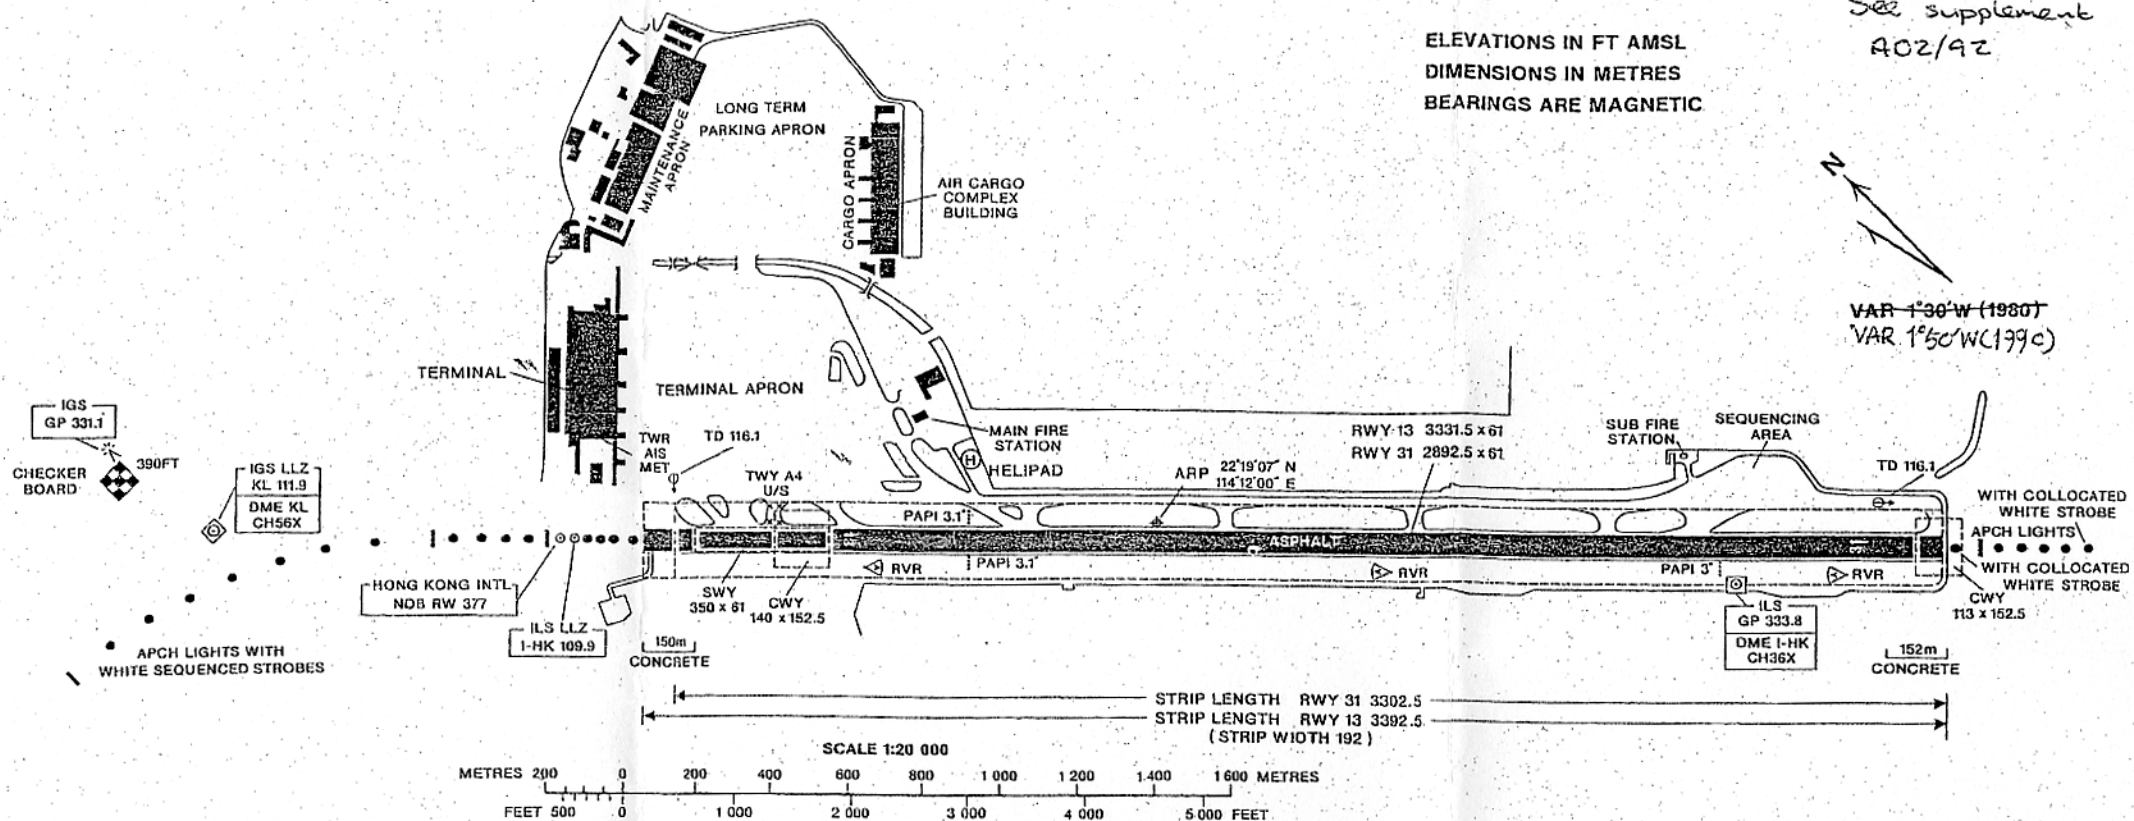 See supplement
A02/92
ELEVATIONS IN FT AMSL
DIMENSIONS IN METRES
BEARINGS ARE MAGNETIC
N
VAR 1°30'W (1980)
VAR 1°50'W (1990)
LONG TERM
PARKING APRON
MAINTENANCE
APRON
CARGO APRON
AIR CARGO
COMPLEX
BUILDING
TERMINAL
TERMINAL APRON
IGS
GP 331.1
CHECKER
BOARD
390FT
IGS LLZ
KL 111.9
DME KL
CH56X
TWR
AIS
MET
TD 116.1
TWY A4
U/S
MAIN FIRE
STATION
H
HELIPAD
ARP 22°19'07" N
114°12'00" E
RWY 13 3331.5 x 61
RWY 31 2892.5 x 61
SUB FIRE
STATION
SEQUENCING
AREA
TD 116.1
WITH COLLOCATED
WHITE STROBE
APCH LIGHTS
WITH COLLOCATED
WHITE STROBE
PAPI 3.1°
PAPI 3.1°
ASPHALT
31
PAPI 3°
RVR
RVR
RVR
HONG KONG INTL
NDB RW 377
ILS LLZ
I-HK 109.9
SWY
350 x 61
CWY
140 x 152.5
CWY
113 x 152.5
ILS
GP 333.8
DME I-HK
CH36X
APCH LIGHTS WITH
WHITE SEQUENCED STROBES
150m
CONCRETE
152m
CONCRETE
STRIP LENGTH RWY 31 3302.5
STRIP LENGTH RWY 13 3392.5
(STRIP WIDTH 192)
SCALE 1:20 000
METRES 200 0 200 400 600 800 1 000 1 200 1 400 1 600 METRES
FEET 500 0 1 000 2 000 3 000 4 000 5 000 FEET